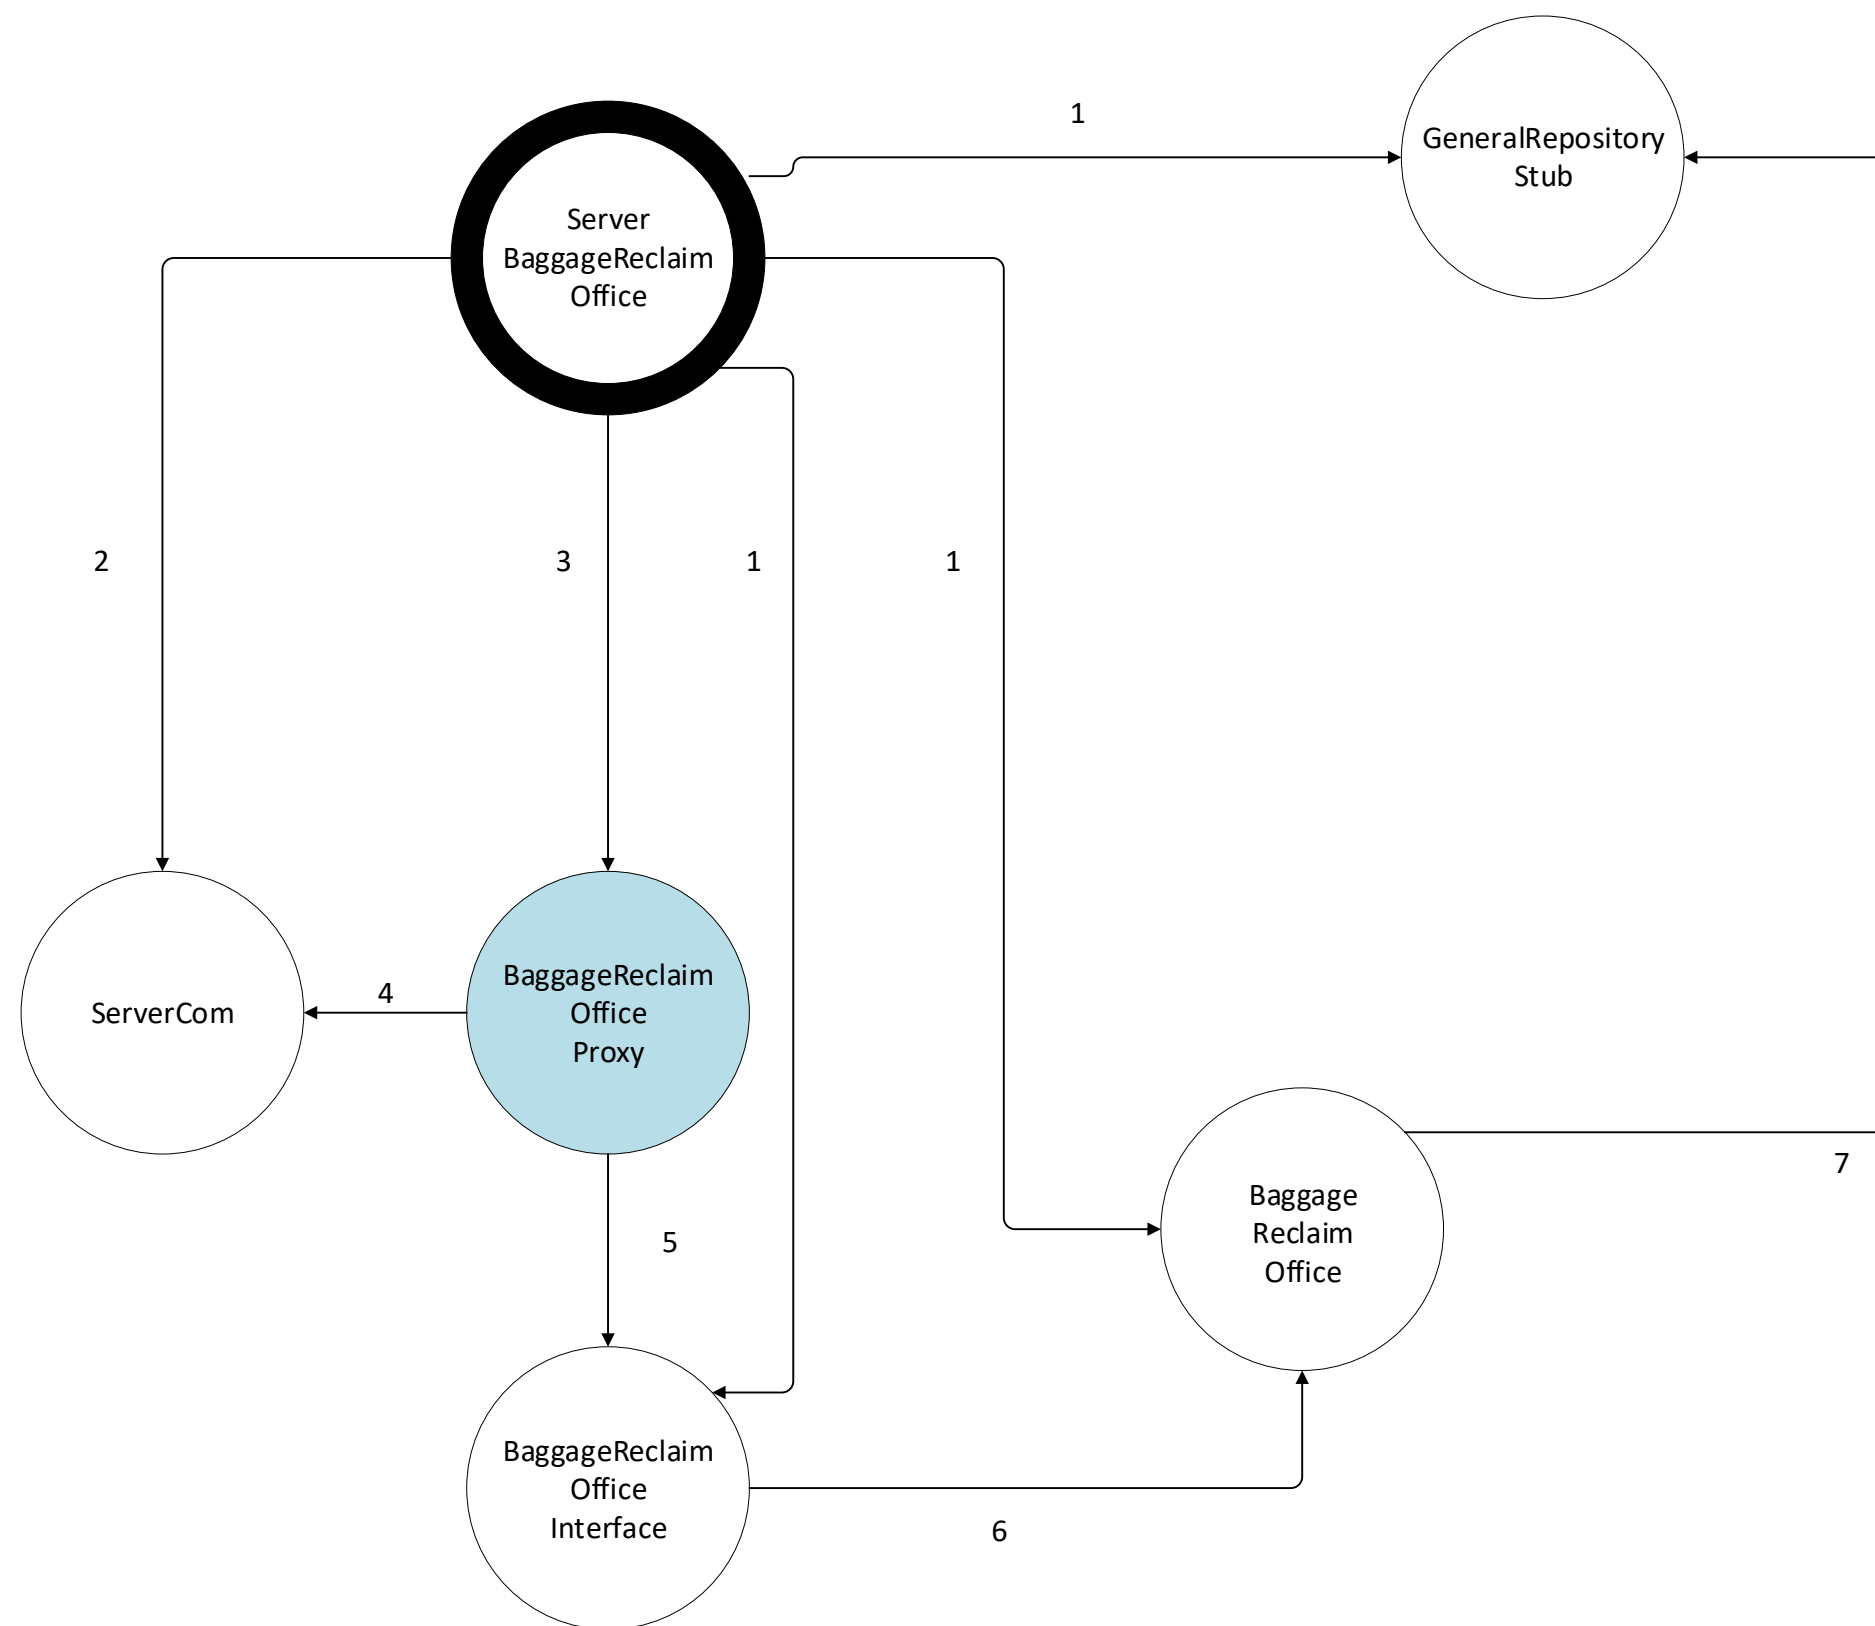 1
GeneralRepository
Stub
Server
BaggageReclaim
Office
2
3
1
1
ServerCom
4
BaggageReclaim
Office
Proxy
7
Baggage
Reclaim
Office
5
BaggageReclaim
Office
Interface
6